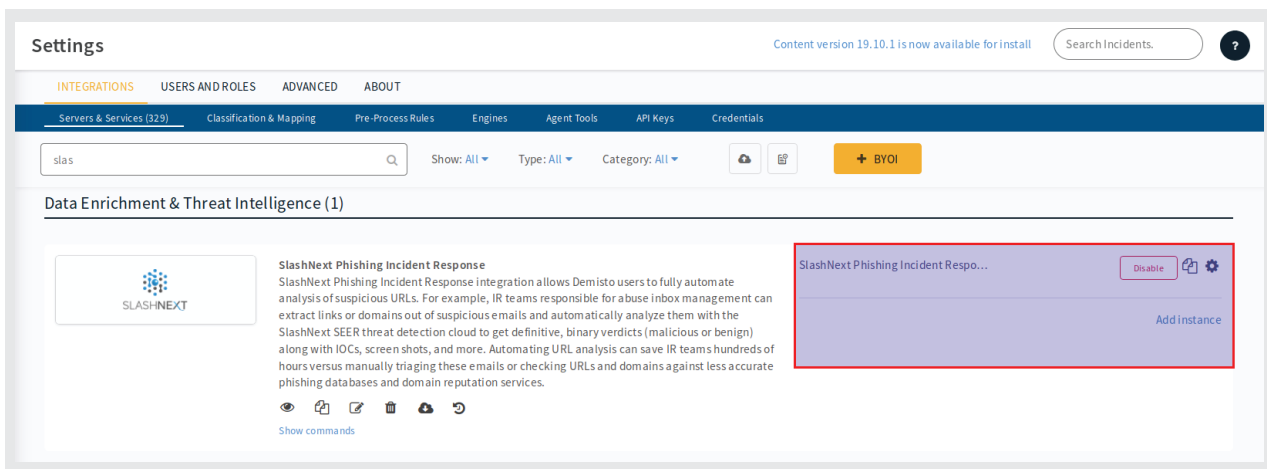 Settings
Content version 19.10.1 is now available for install
Search Incidents.
?
INTEGRATIONS USERS AND ROLES ADVANCED ABOUT
Servers & Services (329) Classification & Mapping Pre-Process Rules Engines Agent Tools API Keys Credentials
slas
Show: All Type: All Category: All
+ BYOI
Data Enrichment & Threat Intelligence (1)
SLASHNEXT
SlashNext Phishing Incident Response
SlashNext Phishing Incident Response integration allows Demisto users to fully automate
analysis of suspicious URLs. For example, IR teams responsible for abuse inbox management can
extract links or domains out of suspicious emails and automatically analyze them with the
SlashNext SEER threat detection cloud to get definitive, binary verdicts (malicious or benign)
along with IOCs, screen shots, and more. Automating URL analysis can save IR teams hundreds of
hours versus manually triaging these emails or checking URLs and domains against less accurate
phishing databases and domain reputation services.
Show commands
SlashNext Phishing Incident Respo...
Disable
Add instance